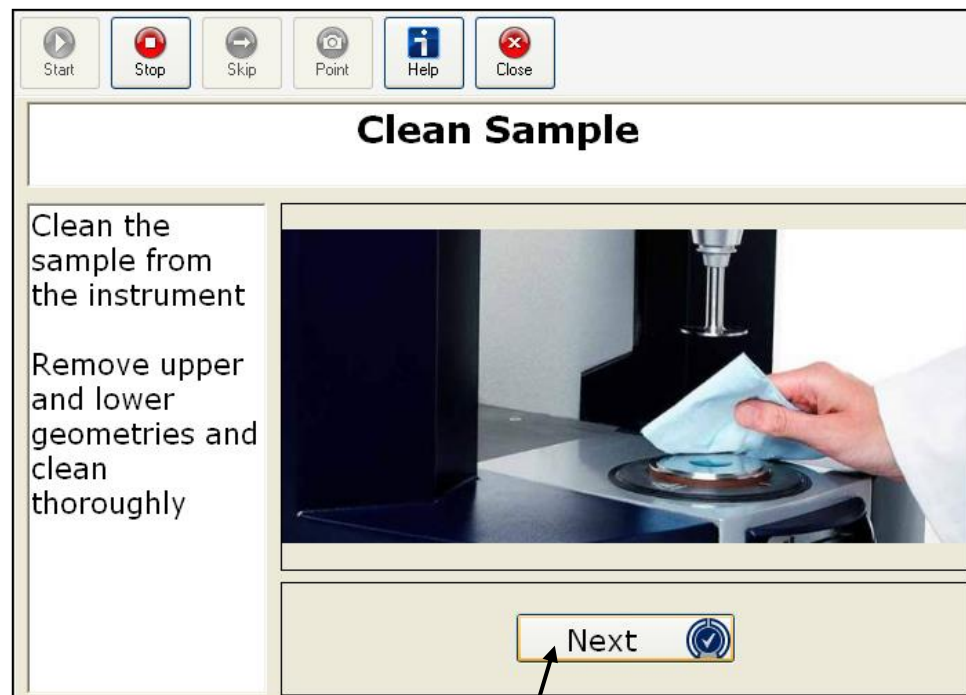 Start Stop Skip Point Help Close
Clean Sample
Clean the
sample from
the instrument
Remove upper
and lower
geometries and
clean
thoroughly
Next